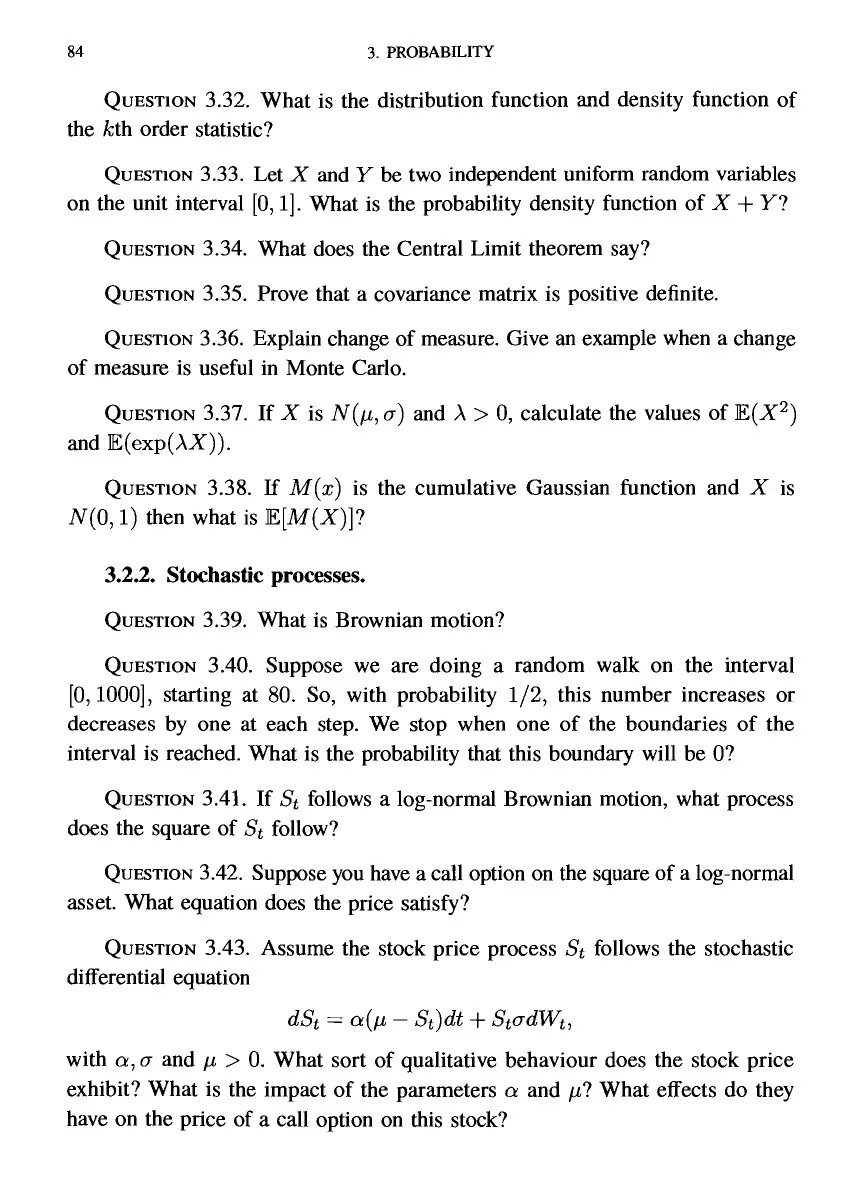 84 3. PROBABILITY
QUESTION 3.32. What is the distribution function and density function of
the kth order statistic?
QUESTION 3.33. Let X and Y be two independent uniform random variables
on the unit interval [0, 1]. What is the probability density function of X + Y?
QUESTION 3.34. What does the Central Limit theorem say?
QUESTION 3.35. Prove that a covariance matrix is positive definite.
QUESTION 3.36. Explain change of measure. Give an example when a change
of measure is useful in Monte Carlo.
QUESTION 3.37. If X is N(μ, σ) and λ > 0, calculate the values of 𝔼(X²)
and 𝔼(exp(λX)).
QUESTION 3.38. If M(x) is the cumulative Gaussian function and X is
N(0, 1) then what is 𝔼[M(X)]?
3.2.2. Stochastic processes.
QUESTION 3.39. What is Brownian motion?
QUESTION 3.40. Suppose we are doing a random walk on the interval
[0, 1000], starting at 80. So, with probability 1/2, this number increases or
decreases by one at each step. We stop when one of the boundaries of the
interval is reached. What is the probability that this boundary will be 0?
QUESTION 3.41. If Sₜ follows a log-normal Brownian motion, what process
does the square of Sₜ follow?
QUESTION 3.42. Suppose you have a call option on the square of a log-normal
asset. What equation does the price satisfy?
QUESTION 3.43. Assume the stock price process Sₜ follows the stochastic
differential equation
dSₜ = α(μ − Sₜ)dt + SₜσdWₜ,
with α, σ and μ > 0. What sort of qualitative behaviour does the stock price
exhibit? What is the impact of the parameters α and μ? What effects do they
have on the price of a call option on this stock?